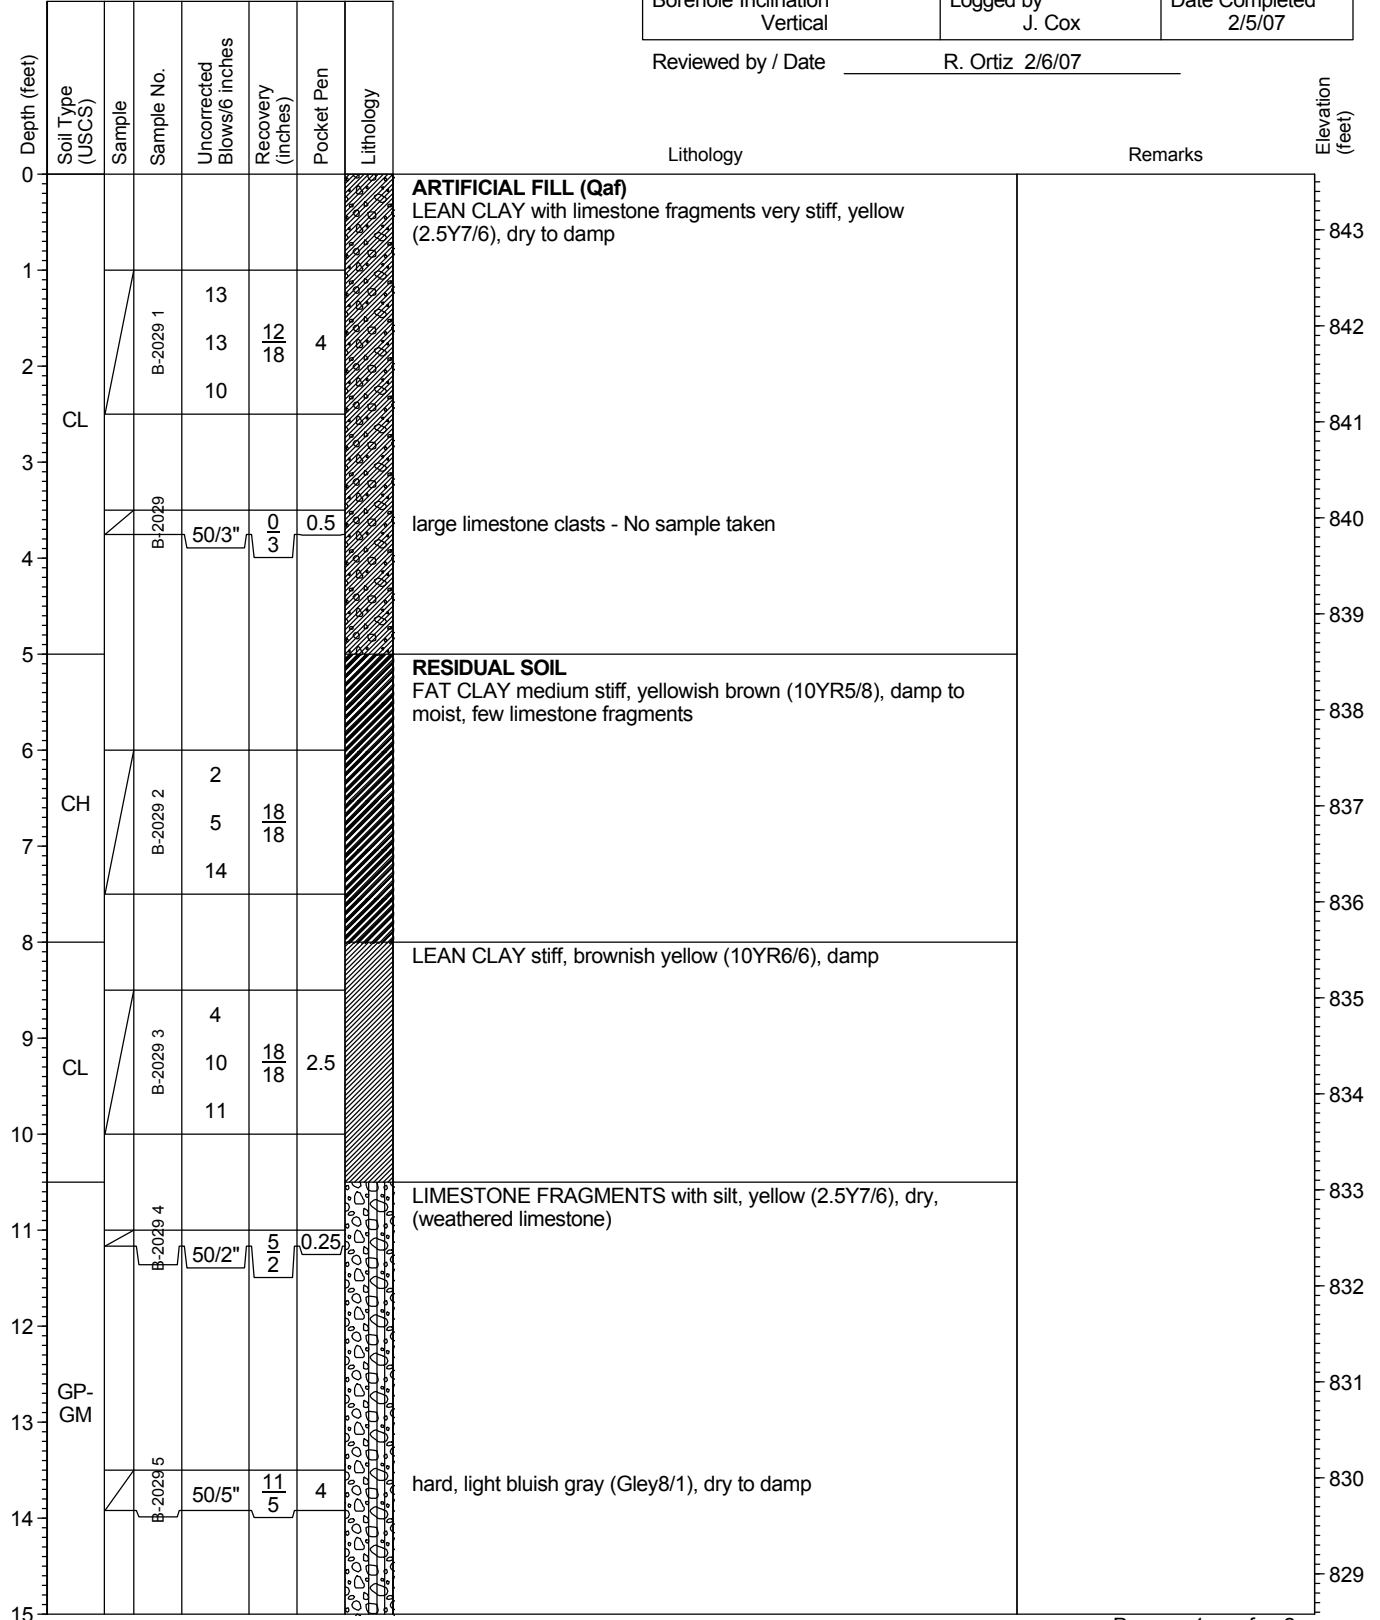 Borehole Inclination
Vertical
Logged by
J. Cox
Date Completed
2/5/07
Reviewed by / Date R. Ortiz 2/6/07
Depth (feet)
Soil Type
(USCS)
Sample
Sample No.
Uncorrected
Blows/6 inches
Recovery
(inches)
Pocket Pen
Lithology
Lithology
Remarks
Elevation
(feet)
0
ARTIFICIAL FILL (Qaf)
LEAN CLAY with limestone fragments very stiff, yellow
(2.5Y7/6), dry to damp
843
1
B-2029 1
13
13
10
12
18
4
842
2
CL
841
3
B-2029
50/3"
0
3
0.5
large limestone clasts - No sample taken
840
4
839
5
RESIDUAL SOIL
FAT CLAY medium stiff, yellowish brown (10YR5/8), damp to
moist, few limestone fragments
838
6
CH
B-2029 2
2
5
14
18
18
837
7
836
8
LEAN CLAY stiff, brownish yellow (10YR6/6), damp
835
9
CL
B-2029 3
4
10
11
18
18
2.5
834
10
LIMESTONE FRAGMENTS with silt, yellow (2.5Y7/6), dry,
(weathered limestone)
833
11
B-2029 4
50/2"
5
2
0.25
832
12
831
GP-
GM
13
B-2029 5
50/5"
11
5
4
hard, light bluish gray (Gley8/1), dry to damp
830
14
829
15